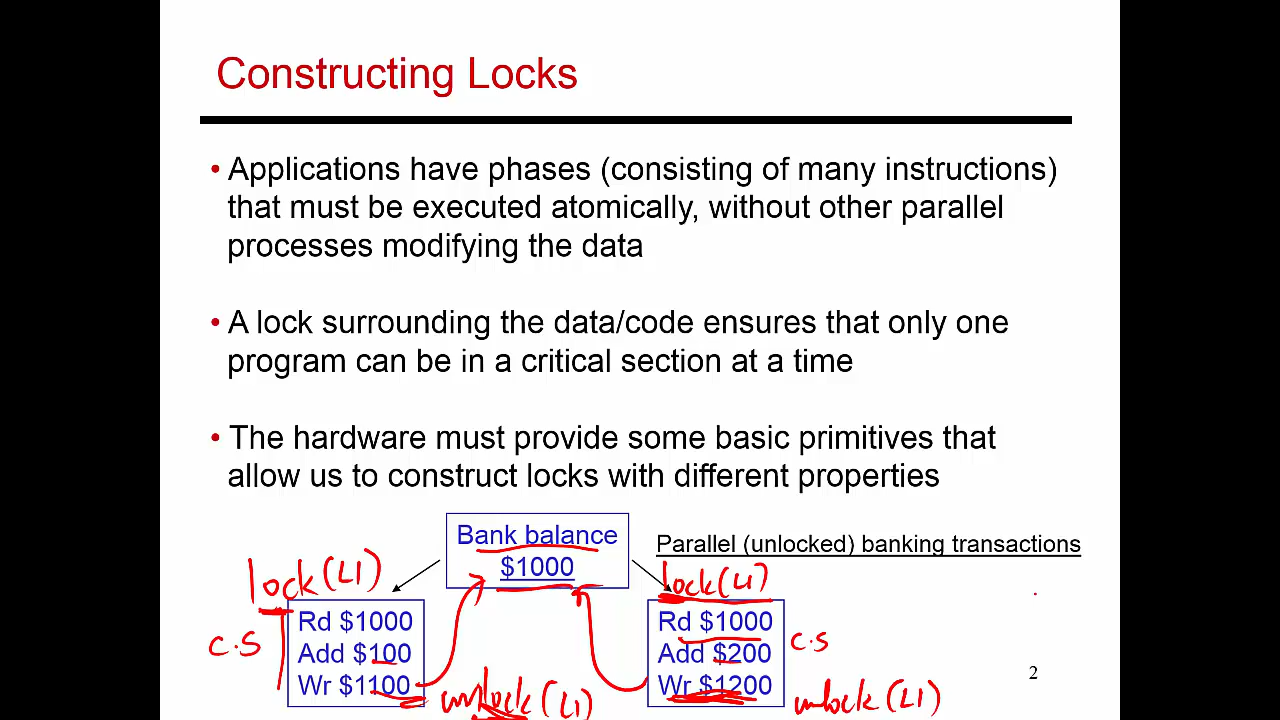 Constructing Locks
• Applications have phases (consisting of many instructions)
that must be executed atomically, without other parallel
processes modifying the data
• A lock surrounding the data/code ensures that only one
program can be in a critical section at a time
• The hardware must provide some basic primitives that
allow us to construct locks with different properties
Bank balance
$1000
Parallel (unlocked) banking transactions
lock(L1)
Rd $1000
Add $100
Wr $1100
c.s
unlock(L1)
lock(L1)
Rd $1000
Add $200
Wr $1200
c.s
unlock(L1)
2